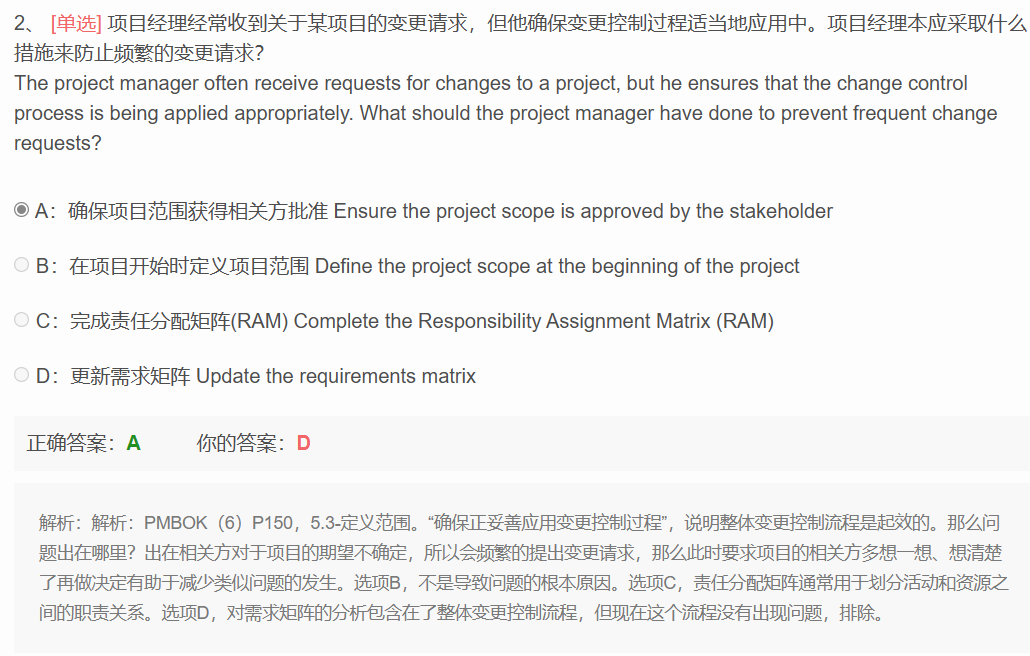 2、 [单选] 项目经理经常收到关于某项目的变更请求，但他确保变更控制过程适当地应用中。项目经理本应采取什么
措施来防止频繁的变更请求？
The project manager often receive requests for changes to a project, but he ensures that the change control
process is being applied appropriately. What should the project manager have done to prevent frequent change
requests?
A：确保项目范围获得相关方批准 Ensure the project scope is approved by the stakeholder
B：在项目开始时定义项目范围 Define the project scope at the beginning of the project
C：完成责任分配矩阵(RAM) Complete the Responsibility Assignment Matrix (RAM)
D：更新需求矩阵 Update the requirements matrix
正确答案：A 你的答案：D
解析：解析：PMBOK（6）P150，5.3-定义范围。“确保正妥善应用变更控制过程”，说明整体变更控制流程是起效的。那么问
题出在哪里？出在相关方对于项目的期望不确定，所以会频繁的提出变更请求，那么此时要求项目的相关方多想一想、想清楚
了再做决定有助于减少类似问题的发生。选项B，不是导致问题的根本原因。选项C，责任分配矩阵通常用于划分活动和资源之
间的职责关系。选项D，对需求矩阵的分析包含在了整体变更控制流程，但现在这个流程没有出现问题，排除。